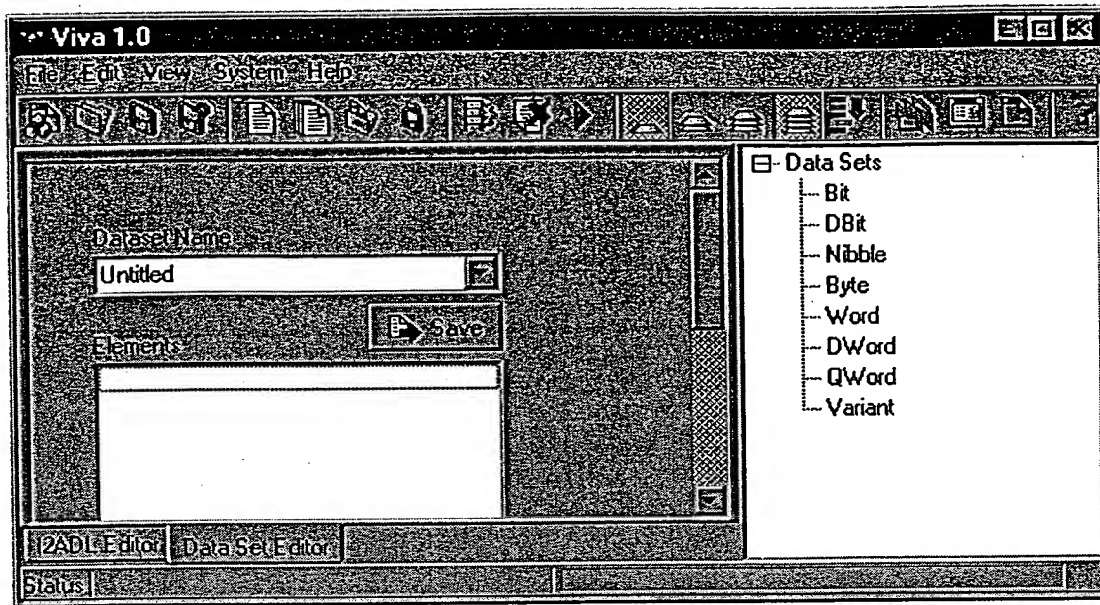 Viva 1.0
File Edit View System Help
Dataset Name
Untitled
Save
Elements
I2ADL Editor Data Set Editor
Status
Data Sets
Bit
DBit
Nibble
Byte
Word
DWord
QWord
Variant